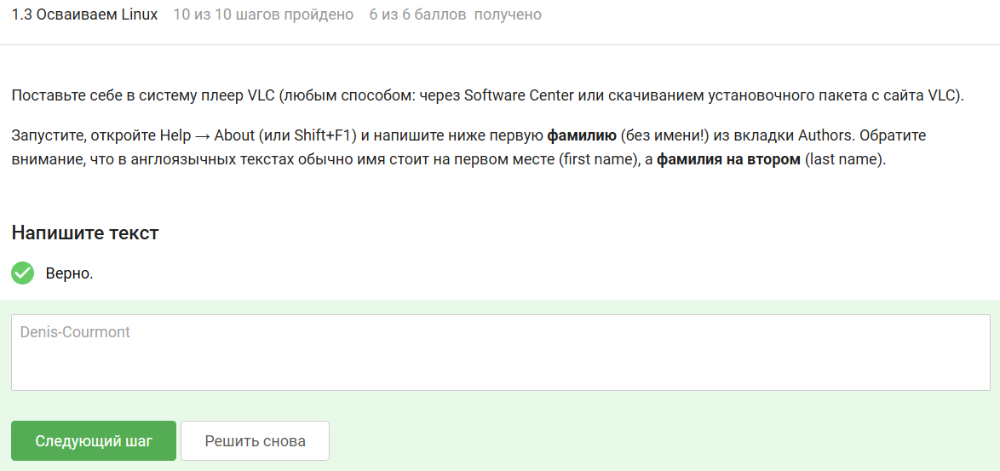 1.3 Осваиваем Linux 10 из 10 шагов пройдено 6 из 6 баллов получено
Поставьте себе в систему плеер VLC (любым способом: через Software Center или скачиванием установочного пакета с сайта VLC).
Запустите, откройте Help → About (или Shift+F1) и напишите ниже первую фамилию (без имени!) из вкладки Authors. Обратите
внимание, что в англоязычных текстах обычно имя стоит на первом месте (first name), а фамилия на втором (last name).
Напишите текст
Верно.
Denis-Courmont
Следующий шаг Решить снова